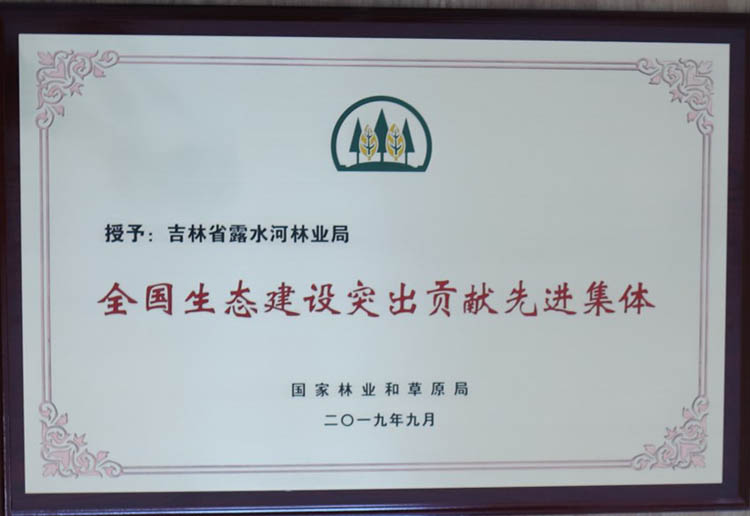 授予：吉林省露水河林业局
全国生态建设突出贡献先进集体
国家林业和草原局
二〇一九年九月